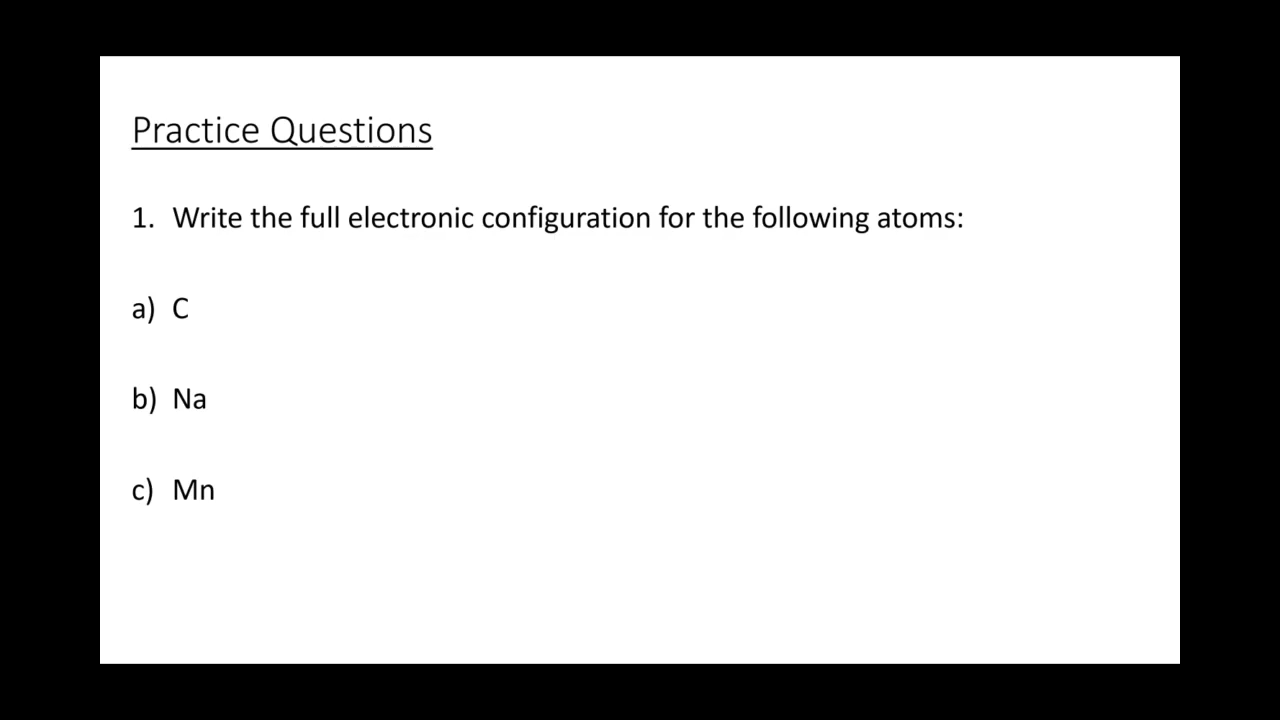 Practice Questions
1. Write the full electronic configuration for the following atoms:
a) C
b) Na
c) Mn